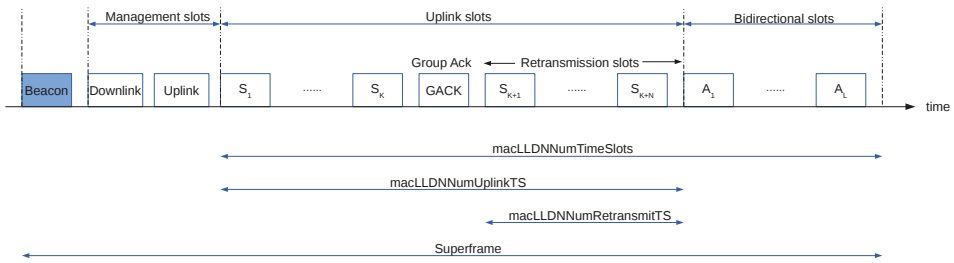 Management slots Uplink slots Bidirectional slots
Group Ack Retransmission slots
Beacon Downlink Uplink S1 ...... SK GACK SK+1 ...... SK+N A1 ...... AL
time
macLLDNNumTimeSlots
macLLDNNumUplinkTS
macLLDNNumRetransmitTS
Superframe